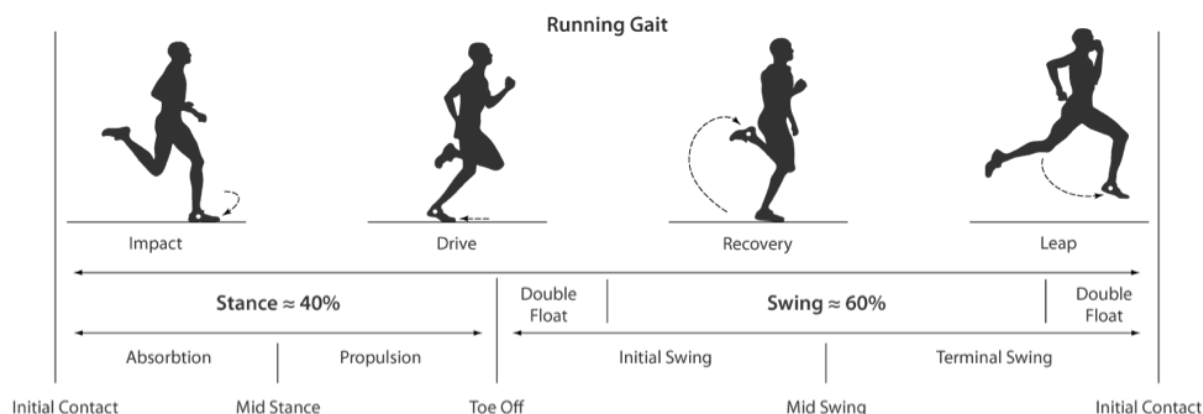 Running Gait
Impact
Drive
Recovery
Leap
Stance ≈ 40%
Double
Float
Swing ≈ 60%
Double
Float
Absorbtion
Propulsion
Initial Swing
Terminal Swing
Initial Contact
Mid Stance
Toe Off
Mid Swing
Initial Contact